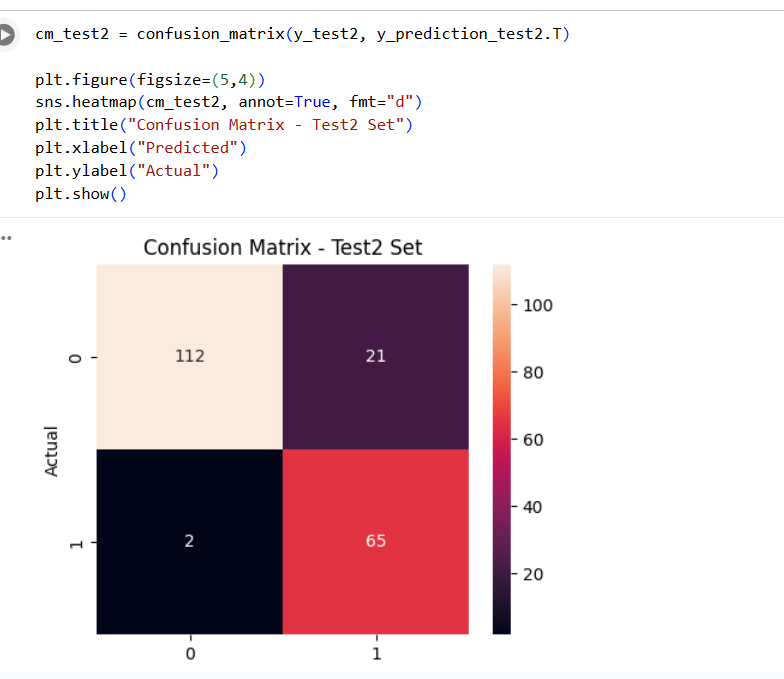 cm_test2 = confusion_matrix(y_test2, y_prediction_test2.T)
plt.figure(figsize=(5,4))
sns.heatmap(cm_test2, annot=True, fmt="d")
plt.title("Confusion Matrix - Test2 Set")
plt.xlabel("Predicted")
plt.ylabel("Actual")
plt.show()
Confusion Matrix - Test2 Set
100
0
112
21
80
Actual
60
40
1
2
65
20
0
1